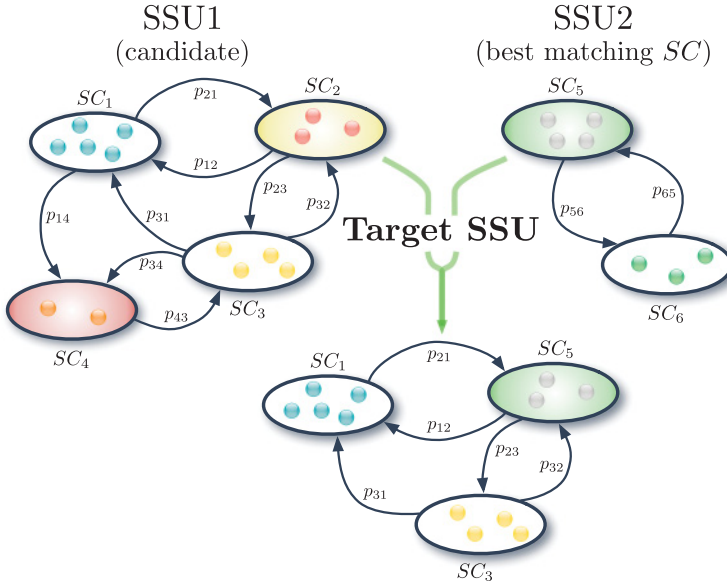 SSU1
(candidate)
SSU2
(best matching SC)
SC₁
p₂₁
SC₂
SC₅
p₁₂
p₂₃
p₃₂
p₁₄
p₃₁
p₃₄
p₄₃
SC₃
SC₄
Target SSU
p₅₆
p₆₅
SC₆
SC₁
p₂₁
SC₅
p₁₂
p₂₃
p₃₂
p₃₁
SC₃